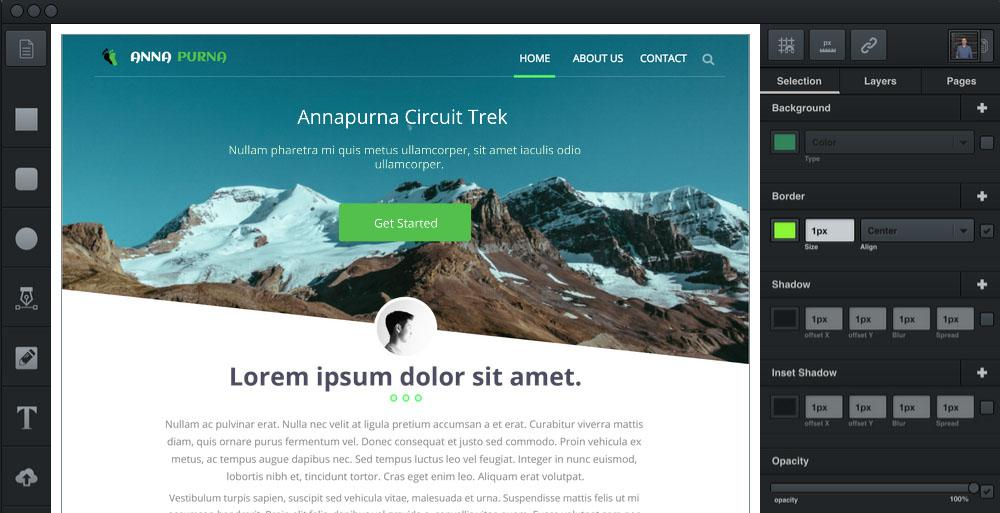 ANNA PURNA
HOME
ABOUT US
CONTACT
Annapurna Circuit Trek
Nullam pharetra mi quis metus ullamcorper, sit amet iaculis odio
ullamcorper.
Get Started
Lorem ipsum dolor sit amet.
Nullam ac pulvinar erat. Nulla nec velit at ligula pretium accumsan a et erat. Curabitur viverra mattis
diam, quis ornare purus fermentum vel. Donec consequat et justo sed commodo. Proin vehicula ex
metus, ac tempus augue dapibus nec. Sed tempus luctus leo vel feugiat. Integer in nunc euismod,
lobortis nibh et, tincidunt tortor. Cras eget enim leo. Aliquam erat volutpat.
Vestibulum turpis sapien, suscipit sed vehicula vitae, malesuada et urna. Suspendisse mattis felis ut mi
T
px
Selection
Layers
Pages
Background
Color
Type
Border
1px
Center
Size
Align
Shadow
1px
1px
1px
1px
offset X
offset Y
Blur
Spread
Inset Shadow
1px
1px
1px
1px
offset X
offset Y
Blur
Spread
Opacity
opacity
100%